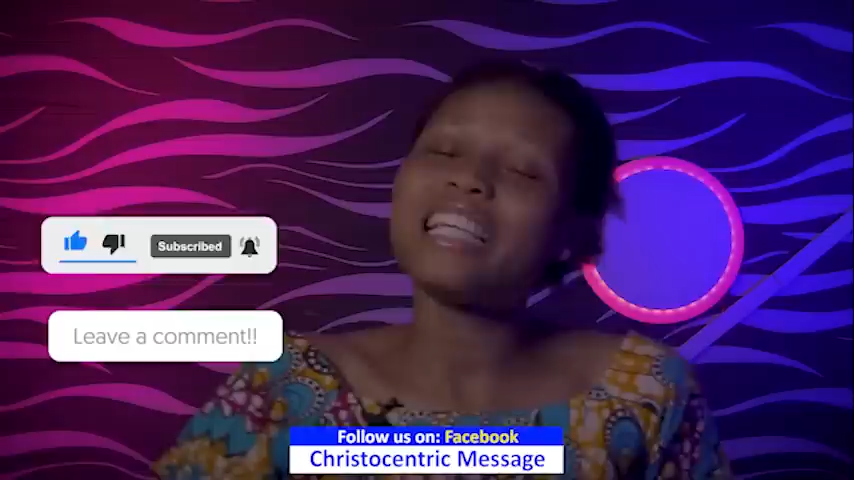 Subscribed
Leave a comment!!
Follow us on: Facebook
Christocentric Message